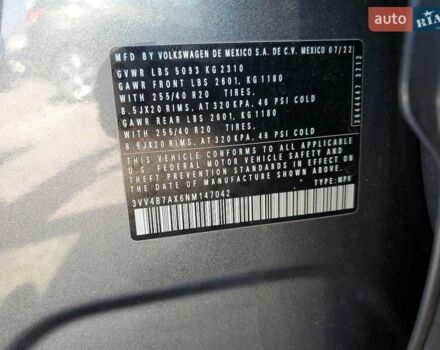 AUTO.RIA
MFD BY VOLKSWAGEN DE MEXICO S.A. DE C.V. MEXICO 07/22
GVWR LBS 5093 KG 2310
GAWR FRONT LBS 2601, KG 1180
WITH 255/40 R20 TIRES,
8.5JX20 RIMS, AT 320 KPA, 46 PSI COLD
GAWR REAR LBS 2601, KG 1180
WITH 255/40 R20 TIRES,
8.5JX20 RIMS, AT 320 KPA, 46 PSI COLD
THIS VEHICLE CONFORMS TO ALL APPLICABLE
U.S. FEDERAL MOTOR VEHICLE SAFETY AND
THEFT PREVENTION STANDARDS IN EFFECT ON
THE DATE OF MANUFACTURE SHOWN ABOVE.
TYPE: MPV
3VV4B7AX6NM147042
2644447 3712